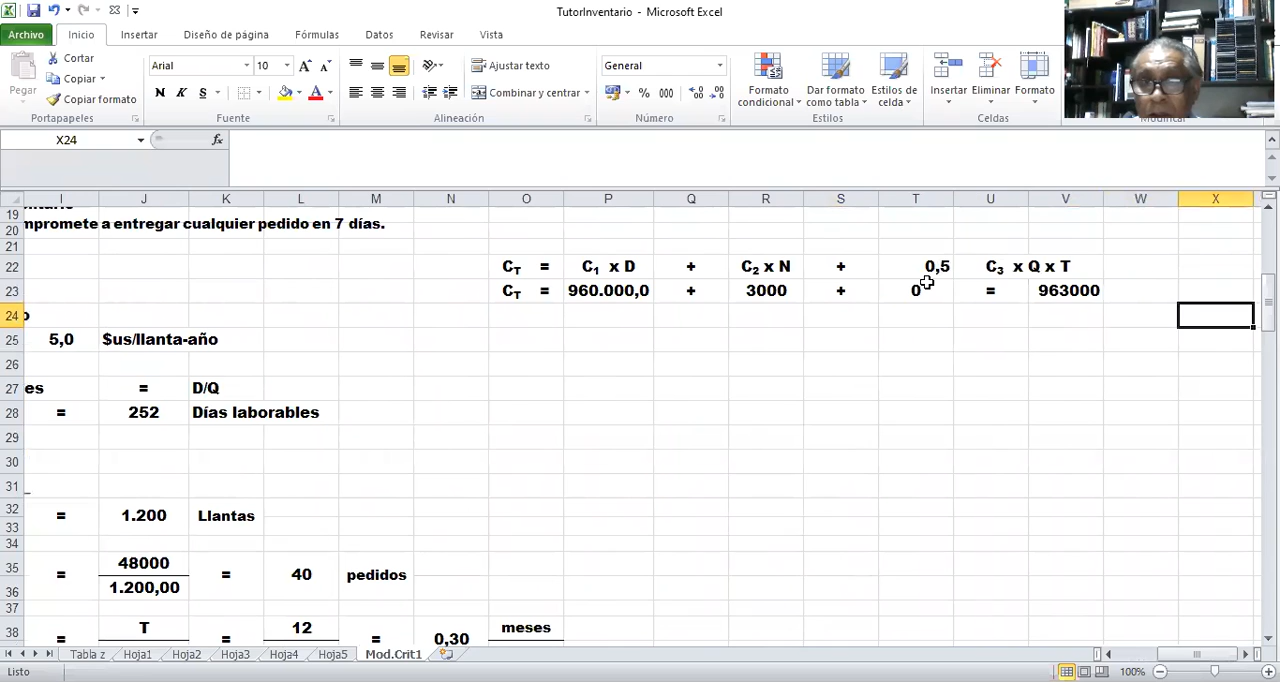 TutorInventario - Microsoft Excel
Archivo Inicio Insertar Diseño de página Fórmulas Datos Revisar Vista
Pegar
Cortar
Copiar
Copiar formato
Portapapeles
Arial 10
N K S
Fuente
Ajustar texto
Combinar y centrar
Alineación
General
% 000
Número
Formato condicional
Dar formato como tabla
Estilos de celda
Estilos
Insertar Eliminar Formato
Celdas
Modificar
X24 fx
I J K L M N O P Q R S T U V W X
19
20 mpromete a entregar cualquier pedido en 7 días.
21
22 CT = C1 x D + C2 x N + 0,5 C3 x Q x T
23 CT = 960.000,0 + 3000 + 0 = 963000
24 o
25 5,0 $us/llanta-año
26
27 es = D/Q
28 = 252 Días laborables
29
30
31
32 = 1.200 Llantas
33
34
35 = 48000 = 40 pedidos
36 1.200,00
37
38 = T = 12 = 0,30 meses
Tabla z Hoja1 Hoja2 Hoja3 Hoja4 Hoja5 Mod.Crit1
Listo 100%